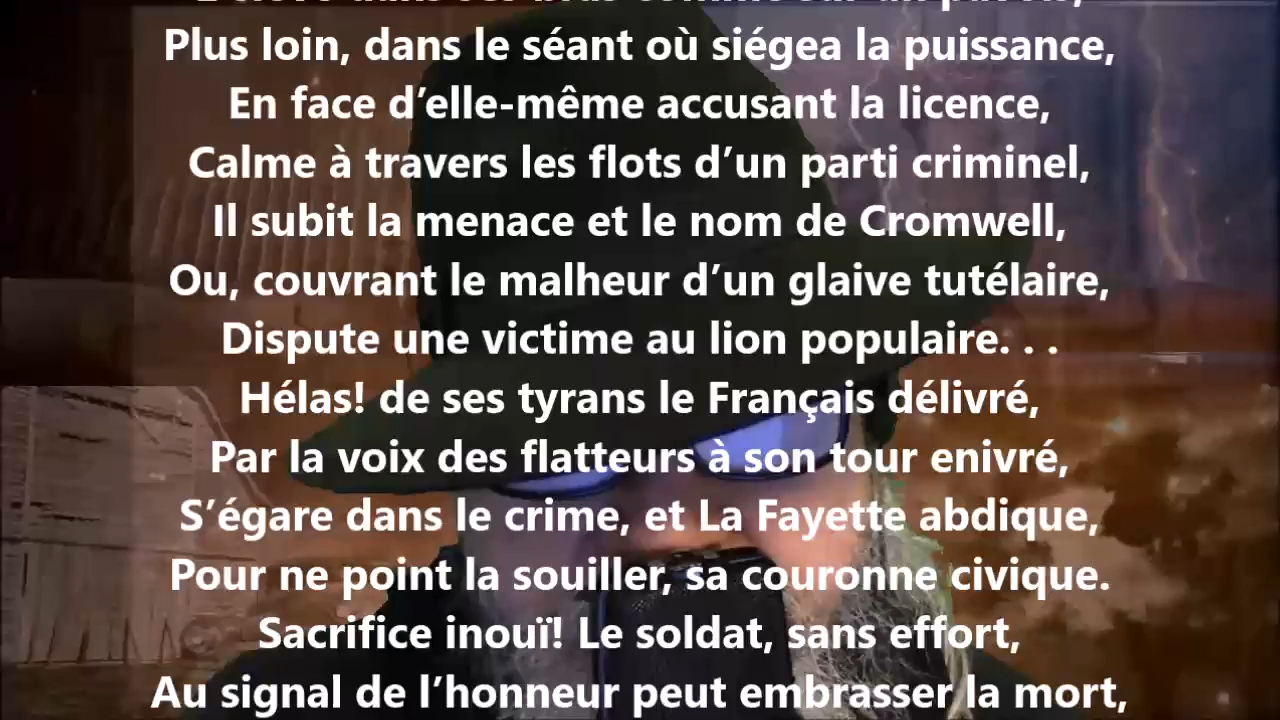 Plus loin, dans le séant où siégea la puissance,
En face d’elle-même accusant la licence,
Calme à travers les flots d’un parti criminel,
Il subit la menace et le nom de Cromwell,
Ou, couvrant le malheur d’un glaive tutélaire,
Dispute une victime au lion populaire. . .
Hélas! de ses tyrans le Français délivré,
Par la voix des flatteurs à son tour enivré,
S’égare dans le crime, et La Fayette abdique,
Pour ne point la souiller, sa couronne civique.
Sacrifice inouï! Le soldat, sans effort,
Au signal de l’honneur peut embrasser la mort,